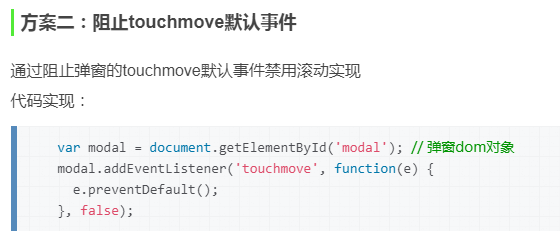 方案二：阻止touchmove默认事件
通过阻止弹窗的touchmove默认事件禁用滚动实现
代码实现：
var modal = document.getElementById('modal'); // 弹窗dom对象
modal.addEventListener('touchmove', function(e) {
  e.preventDefault();
}, false);